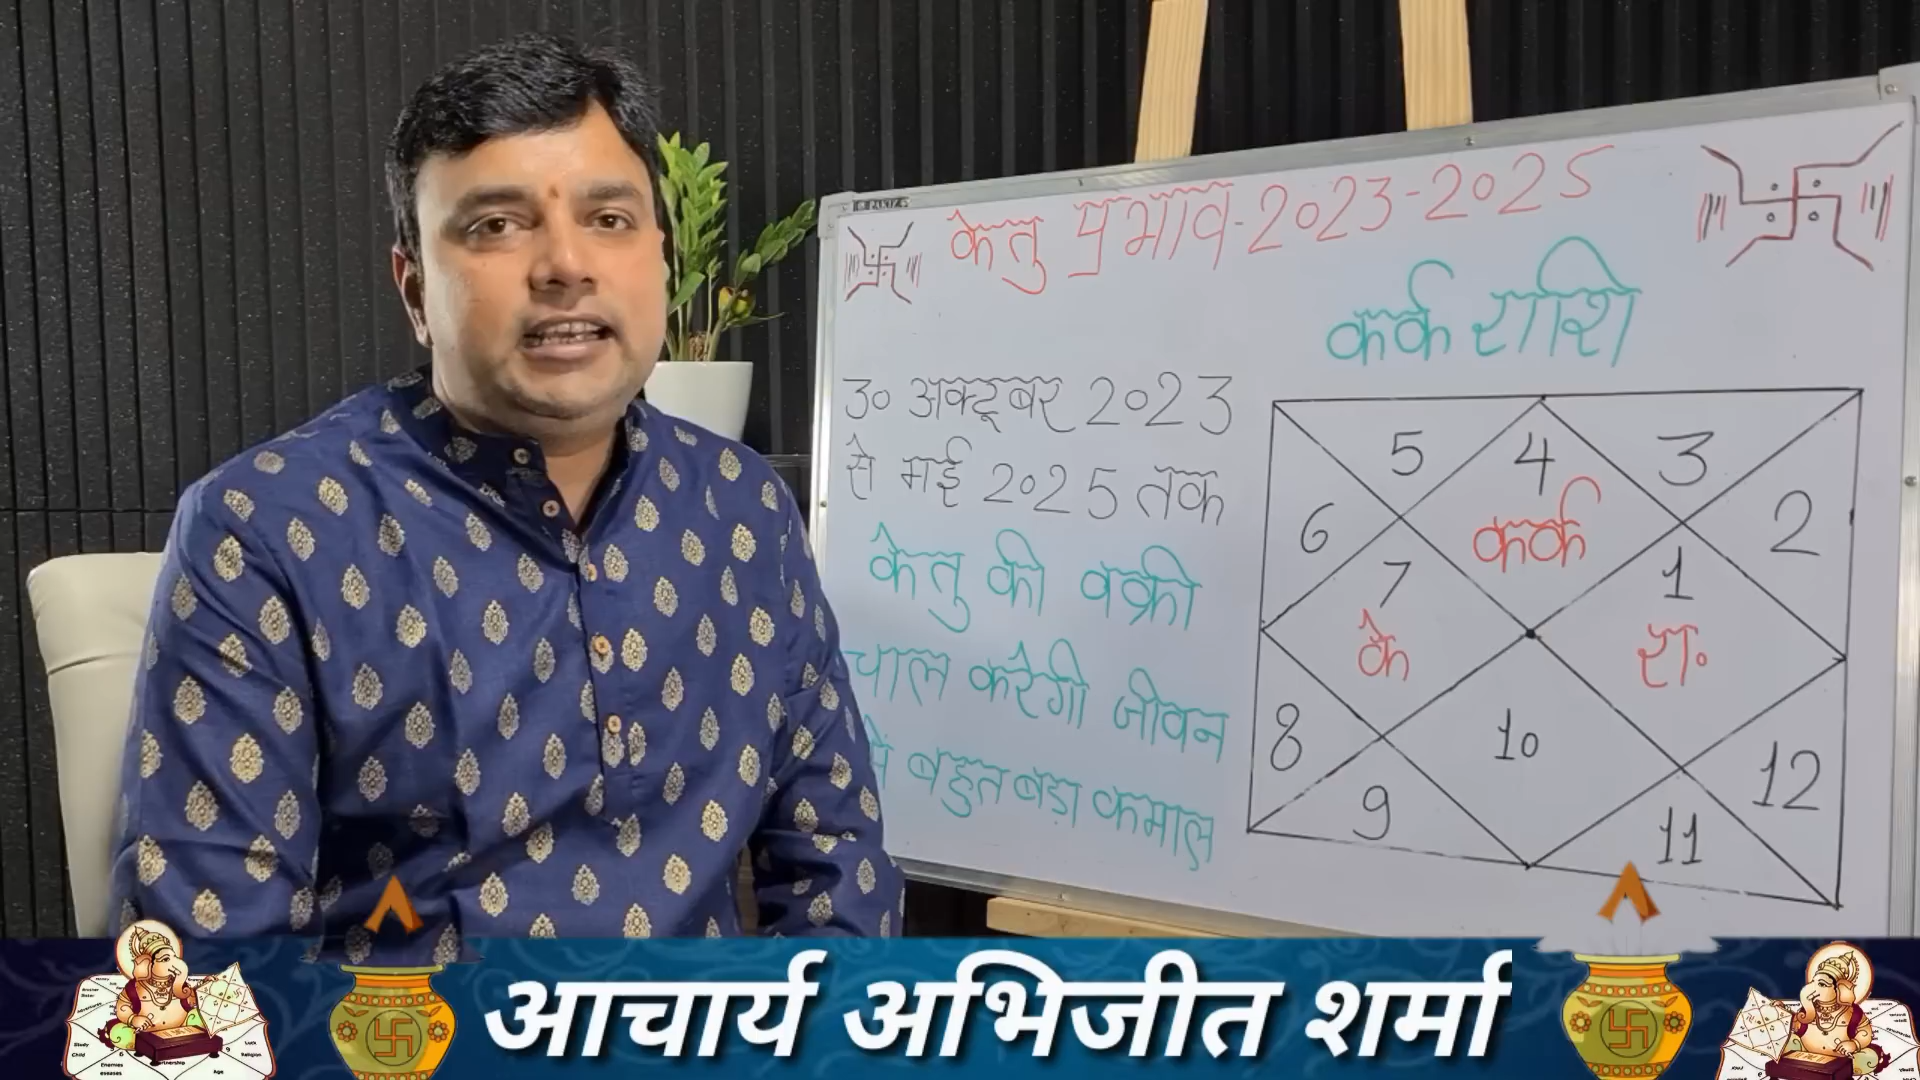 केतु प्रभाव-2023-2025
कर्क राशि
30 अक्टूबर 2023
से मई 2025 तक
केतु की वक्री
चाल करेगी जीवन
में बहुत बड़ा कमाल
5 4 3
6 कर्क 2
7 1
के रा॰
8 10 12
9 11
आचार्य अभिजीत शर्मा